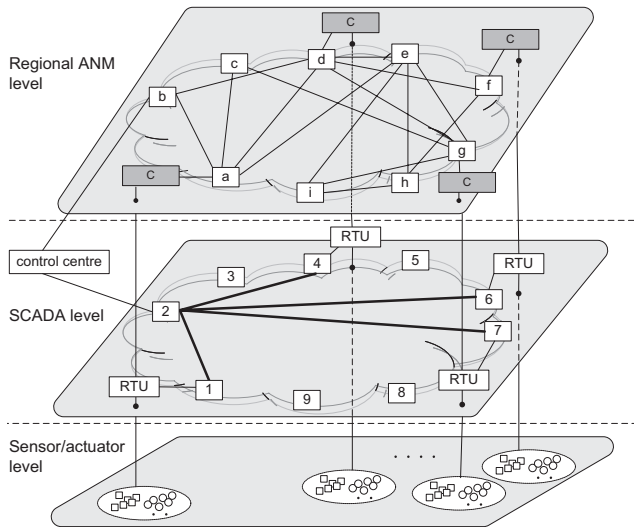 C
C
Regional ANM
level
c
d
e
b
f
g
C
a
i
h
C
control centre
RTU
3
4
5
RTU
2
6
SCADA level
7
RTU
1
9
8
RTU
Sensor/actuator
level